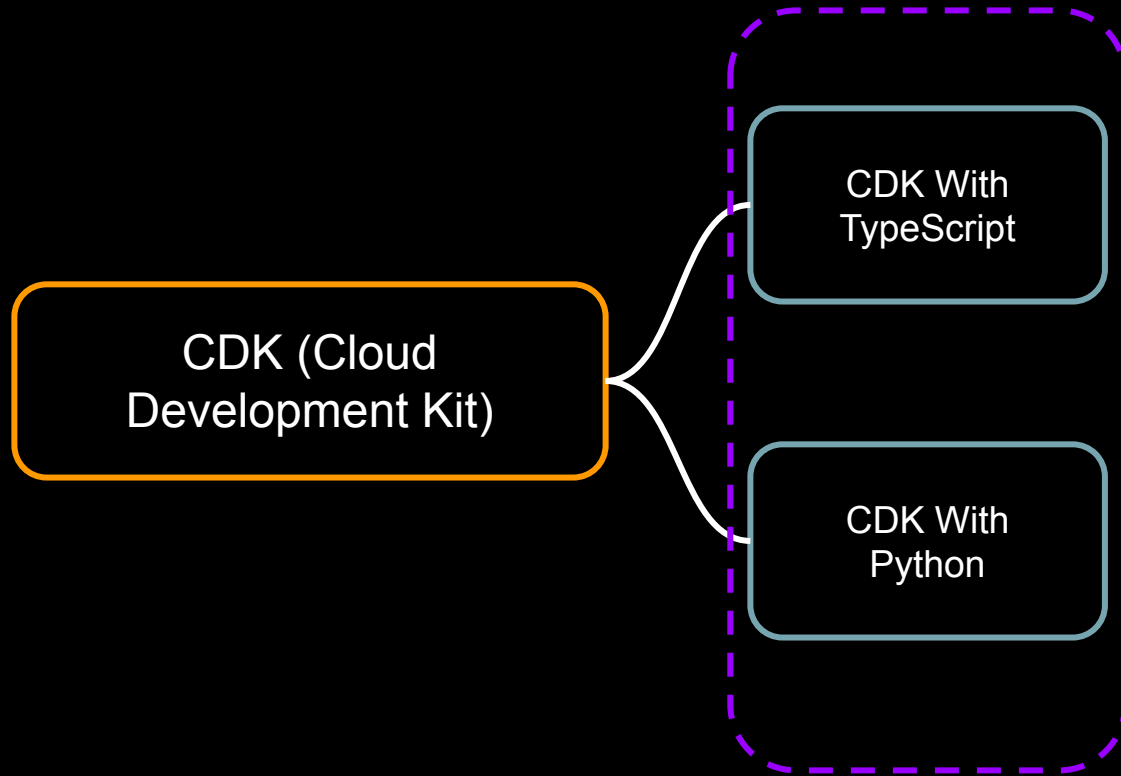 CDK With
TypeScript
CDK (Cloud
Development Kit)
CDK With
Python